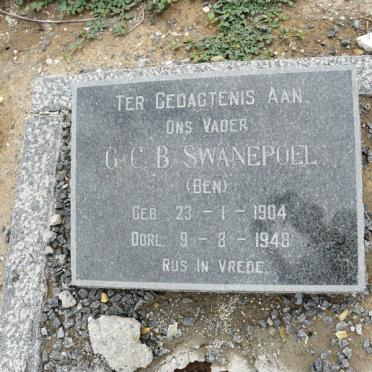 TER GEDAGTENIS AAN
ONS VADER
G. C. B. SWANEPOEL
(BEN)
GEB. 23 - 1 - 1904
OORL. 9 - 8 - 1948
RUS IN VREDE.